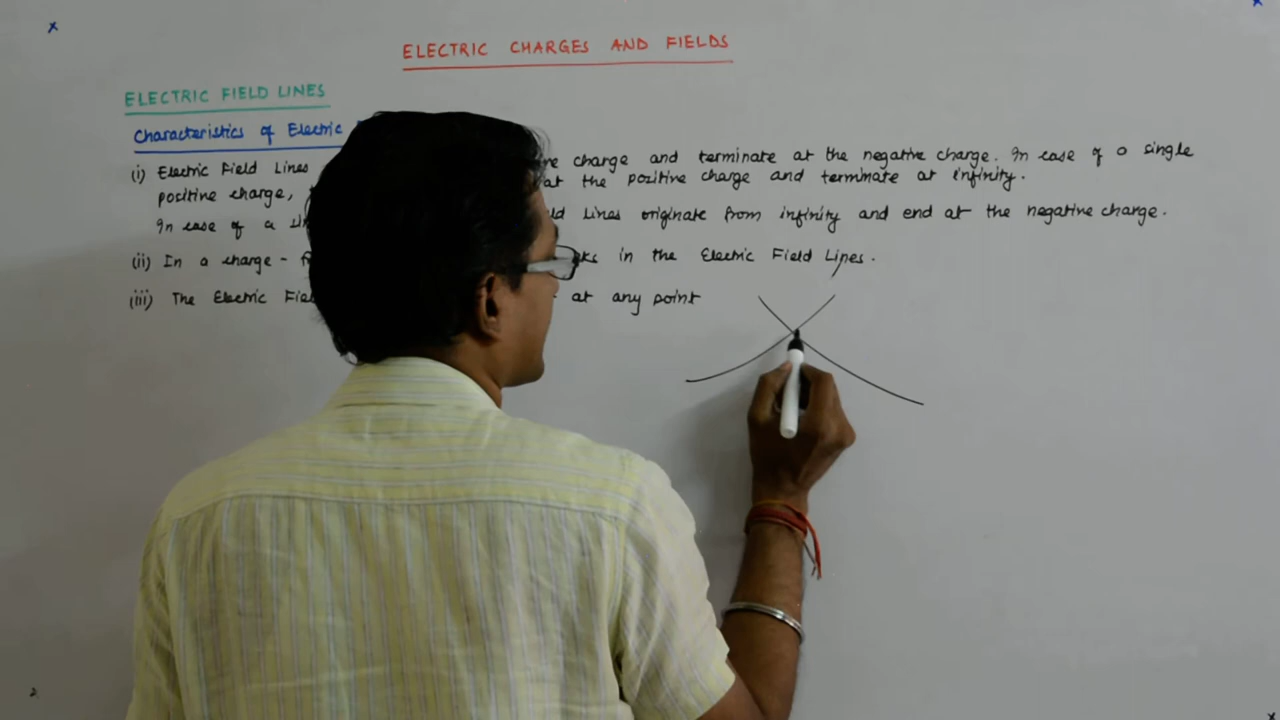 ELECTRIC CHARGES AND FIELDS
ELECTRIC FIELD LINES
Characteristics of Electric
(i) Electric Field Lines charge and terminate at the negative charge. In case of a single
positive charge, at the positive charge and terminate at infinity.
In case of a Lines originate from infinity and end at the negative charge.
(ii) In a charge - in the Electric Field Lines.
(iii) The Electric at any point